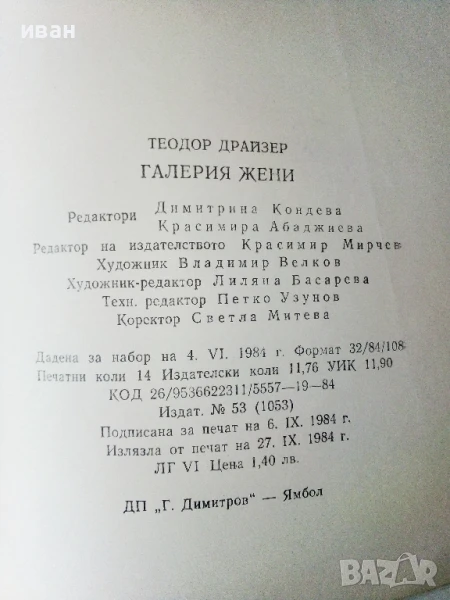 иван
ТЕОДОР ДРАЙЗЕР
ГАЛЕРИЯ ЖЕНИ
Редактори Димитрина Кондева
Красимира Абаджиева
Редактор на издателството Красимир Мирчев
Художник Владимир Велков
Художник-редактор Лиляна Басарева
Техн. редактор Петко Узунов
Коректор Светла Митева
Дадена за набор на 4. VI. 1984 г. Формат 32/84/108
Печатни коли 14 Издателски коли 11,76 УИК 11,90
КОД 26/9536622311/5557—19—84
Издат. № 53 (1053)
Подписана за печат на 6. IX. 1984 г.
Излязла от печат на 27. IX. 1984 г.
ЛГ VI Цена 1,40 лв.
ДП „Г. Димитров" — Ямбол
BAZAR